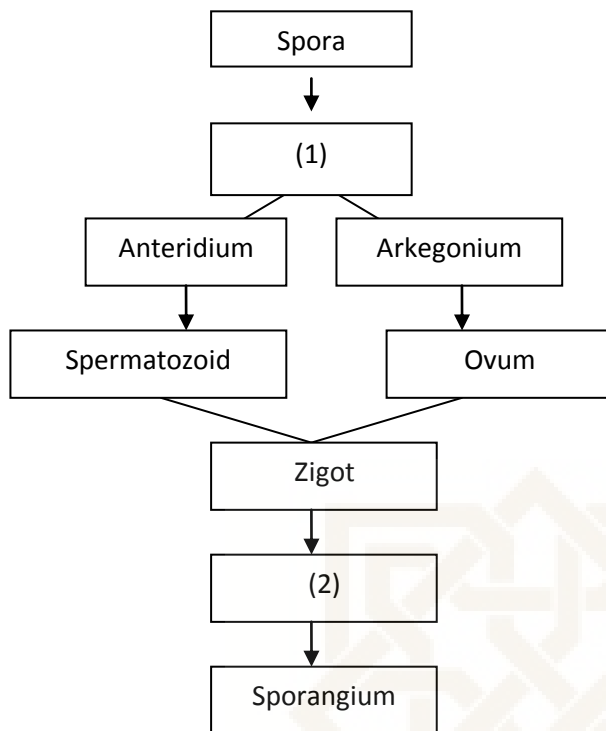 Spora
(1)
Anteridium
Arkegonium
Spermatozoid
Ovum
Zigot
(2)
Sporangium